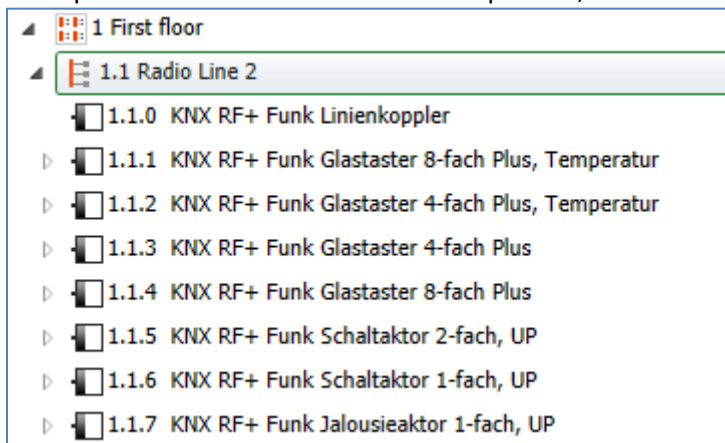 1 First floor
1.1 Radio Line 2
1.1.0 KNX RF+ Funk Linienkoppler
1.1.1 KNX RF+ Funk Glastaster 8-fach Plus, Temperatur
1.1.2 KNX RF+ Funk Glastaster 4-fach Plus, Temperatur
1.1.3 KNX RF+ Funk Glastaster 4-fach Plus
1.1.4 KNX RF+ Funk Glastaster 8-fach Plus
1.1.5 KNX RF+ Funk Schaltaktor 2-fach, UP
1.1.6 KNX RF+ Funk Schaltaktor 1-fach, UP
1.1.7 KNX RF+ Funk Jalousieaktor 1-fach, UP